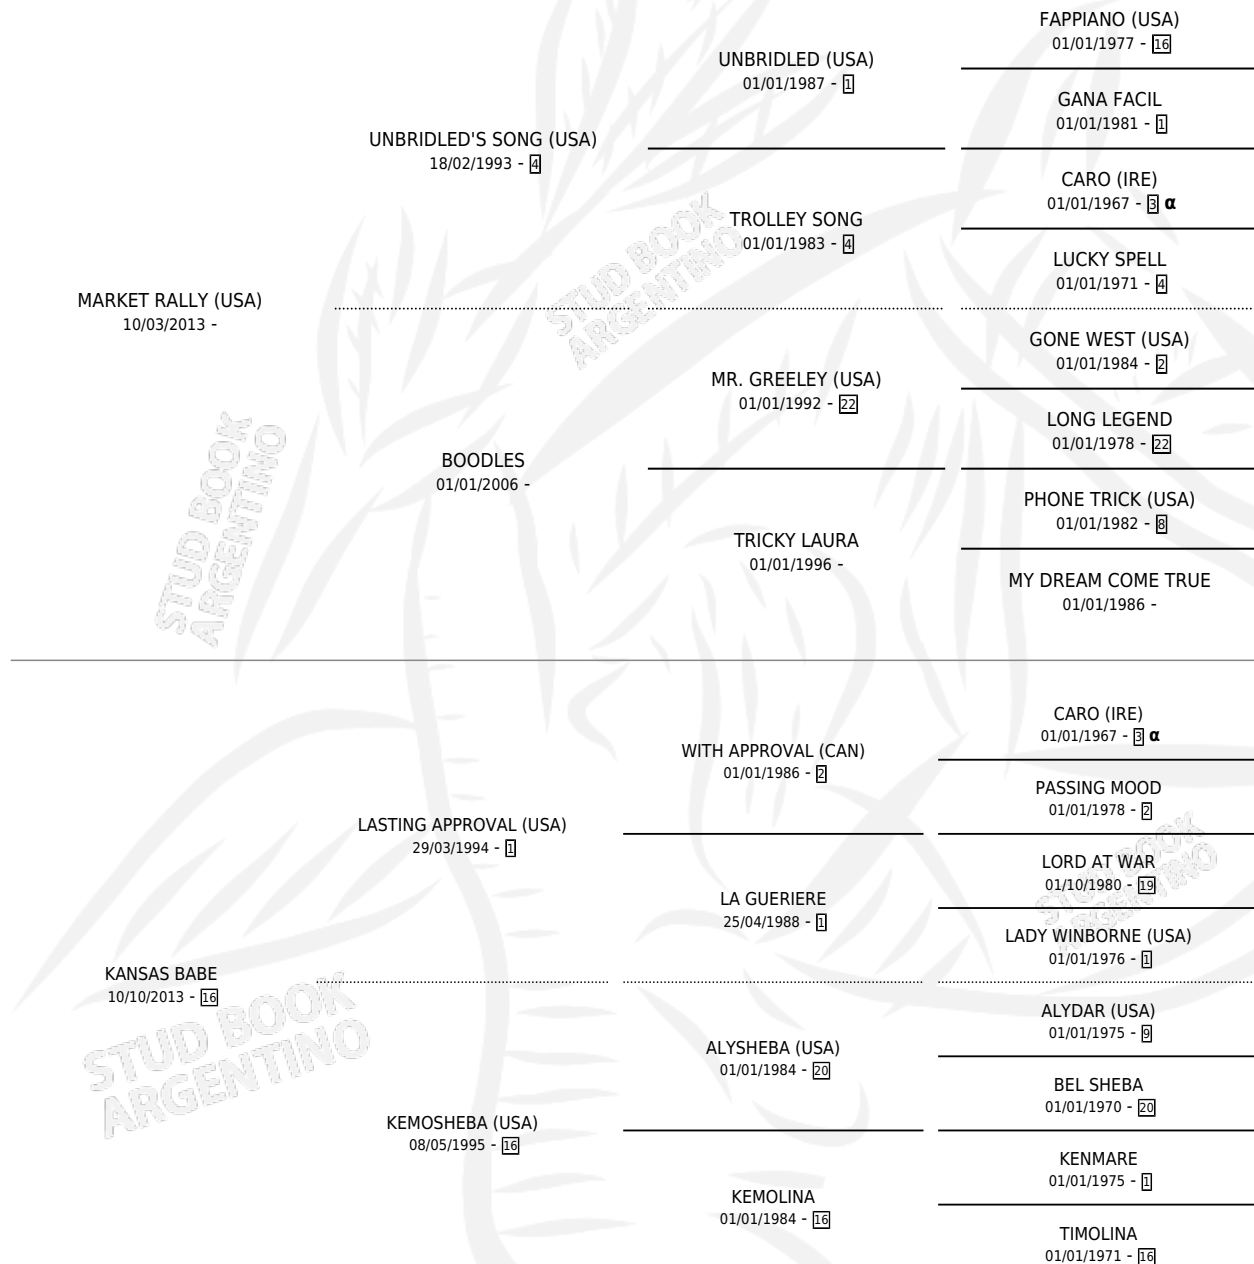 FAPPIANO (USA)
01/01/1977 - 16
UNBRIDLED (USA)
01/01/1987 - 1
GANA FACIL
01/01/1981 - 1
UNBRIDLED'S SONG (USA)
18/02/1993 - 4
CARO (IRE)
01/01/1967 - 3 α
TROLLEY SONG
01/01/1983 - 4
LUCKY SPELL
01/01/1971 - 4
MARKET RALLY (USA)
10/03/2013 -
GONE WEST (USA)
01/01/1984 - 2
MR. GREELEY (USA)
01/01/1992 - 22
LONG LEGEND
01/01/1978 - 22
BOODLES
01/01/2006 -
PHONE TRICK (USA)
01/01/1982 - 8
TRICKY LAURA
01/01/1996 -
MY DREAM COME TRUE
01/01/1986 -
CARO (IRE)
01/01/1967 - 3 α
WITH APPROVAL (CAN)
01/01/1986 - 2
PASSING MOOD
01/01/1978 - 2
LASTING APPROVAL (USA)
29/03/1994 - 1
LORD AT WAR
01/10/1980 - 19
LA GUERIERE
25/04/1988 - 1
LADY WINBORNE (USA)
01/01/1976 - 1
KANSAS BABE
10/10/2013 - 16
ALYDAR (USA)
01/01/1975 - 9
ALYSHEBA (USA)
01/01/1984 - 20
BEL SHEBA
01/01/1970 - 20
KEMOSHEBA (USA)
08/05/1995 - 16
KENMARE
01/01/1975 - 1
KEMOLINA
01/01/1984 - 16
TIMOLINA
01/01/1971 - 16
STUD BOOK
ARGENTINO
STUD BOOK
ARGENTINO
STUD BOOK
ARGENTINO
STUD BOOK
ARGENTINO